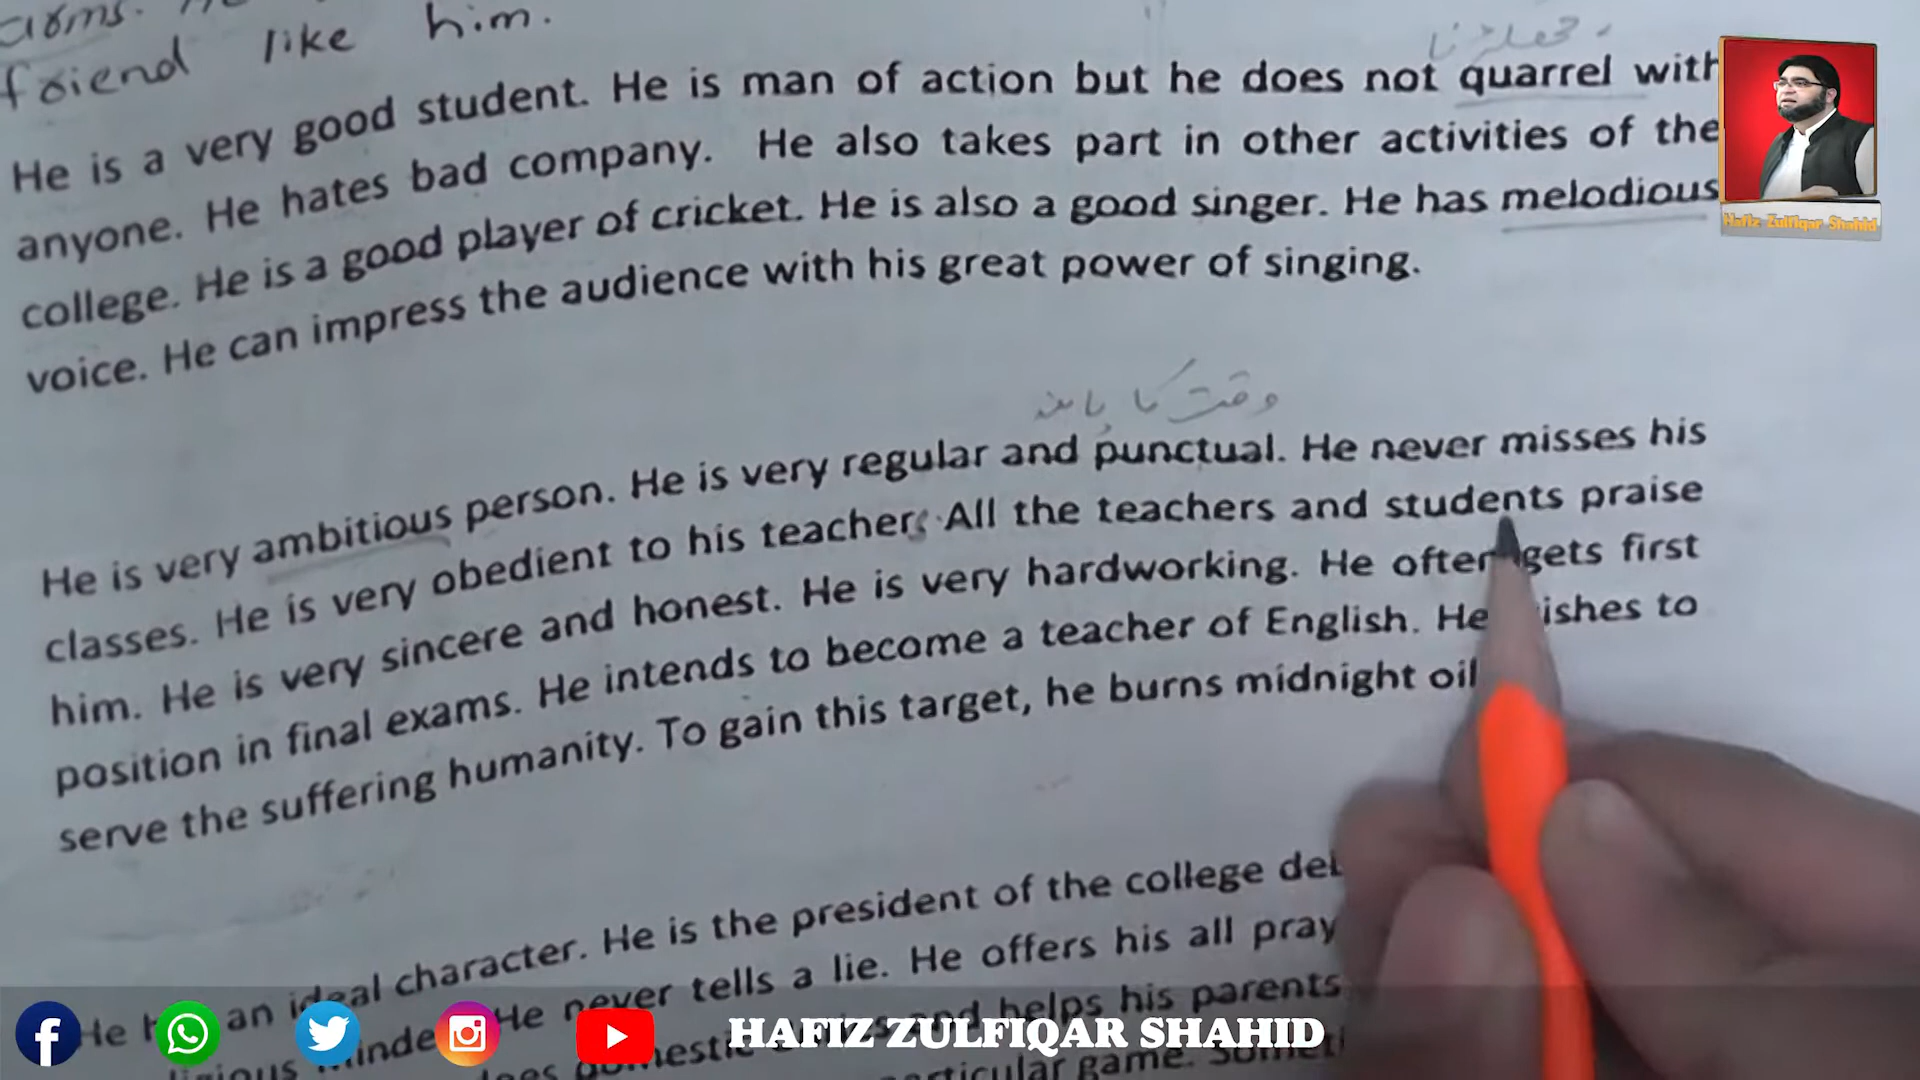 arms.
friend like him.
جھگڑنا
He is a very good student. He is man of action but he does not quarrel with
anyone. He hates bad company. He also takes part in other activities of the
college. He is a good player of cricket. He is also a good singer. He has melodious
voice. He can impress the audience with his great power of singing.
وقت کا پابند
He is very ambitious person. He is very regular and punctual. He never misses his
classes. He is very obedient to his teacher. All the teachers and students praise
him. He is very sincere and honest. He is very hardworking. He often gets first
position in final exams. He intends to become a teacher of English. He ishes to
serve the suffering humanity. To gain this target, he burns midnight oil
He an ideal character. He is the president of the college
He never tells a lie. He offers his all
and helps his parents
particular game.
Hafiz Zulfiqar Shahid
HAFIZ ZULFIQAR SHAHID